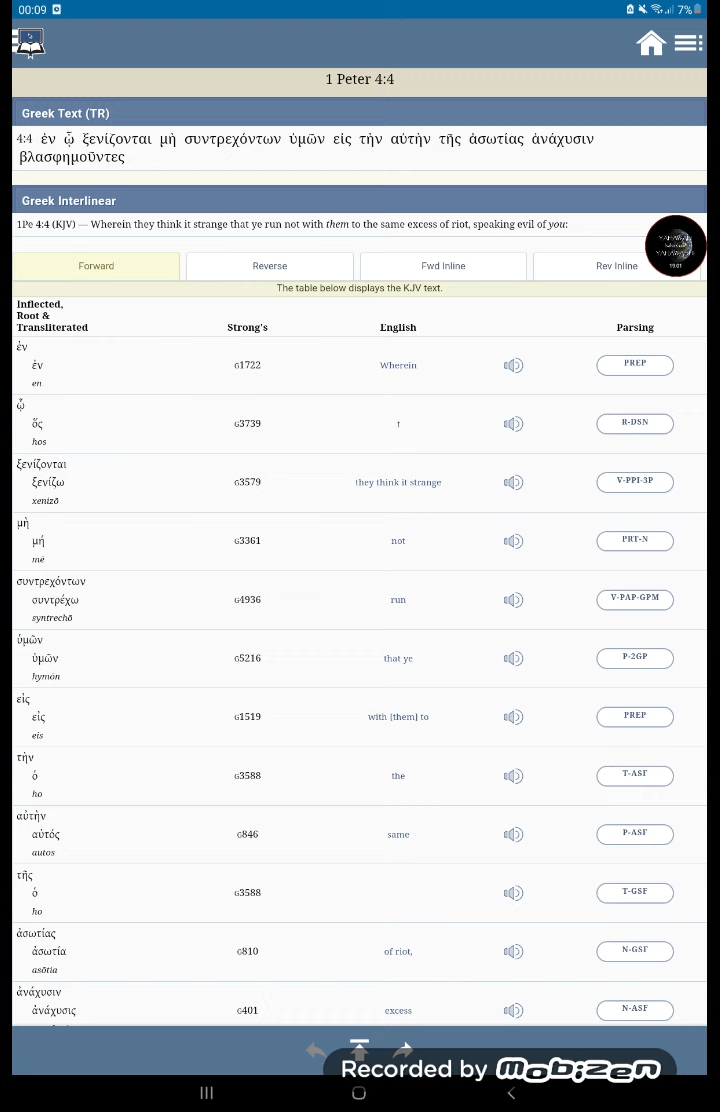 00:09
7%
1 Peter 4:4
Greek Text (TR)
4:4 ἐν ᾧ ξενίζονται μὴ συντρεχόντων ὑμῶν εἰς τὴν αὐτὴν τῆς ἀσωτίας ἀνάχυσιν
βλασφημοῦντες
Greek Interlinear
1Pe 4:4 (KJV) — Wherein they think it strange that ye run not with them to the same excess of riot, speaking evil of you:
19:01
Forward Reverse Fwd Inline Rev Inline
The table below displays the KJV text.
Inflected,
Root &
Transliterated Strong's English Parsing
ἐν
ἐν G1722 Wherein PREP
en
ᾧ
ὅς G3739 ↑ R-DSN
hos
ξενίζονται
ξενίζω G3579 they think it strange V-PPI-3P
xenizō
μὴ
μή G3361 not PRT-N
mē
συντρεχόντων
συντρέχω G4936 run V-PAP-GPM
syntrechō
ὑμῶν
ὑμῶν G5216 that ye P-2GP
hymōn
εἰς
εἰς G1519 with [them] to PREP
eis
τὴν
ὁ G3588 the T-ASF
ho
αὐτὴν
αὐτός G846 same P-ASF
autos
τῆς
ὁ G3588 T-GSF
ho
ἀσωτίας
ἀσωτία G810 of riot, N-GSF
asōtia
ἀνάχυσιν
ἀνάχυσις G401 excess N-ASF
Recorded by mobizen